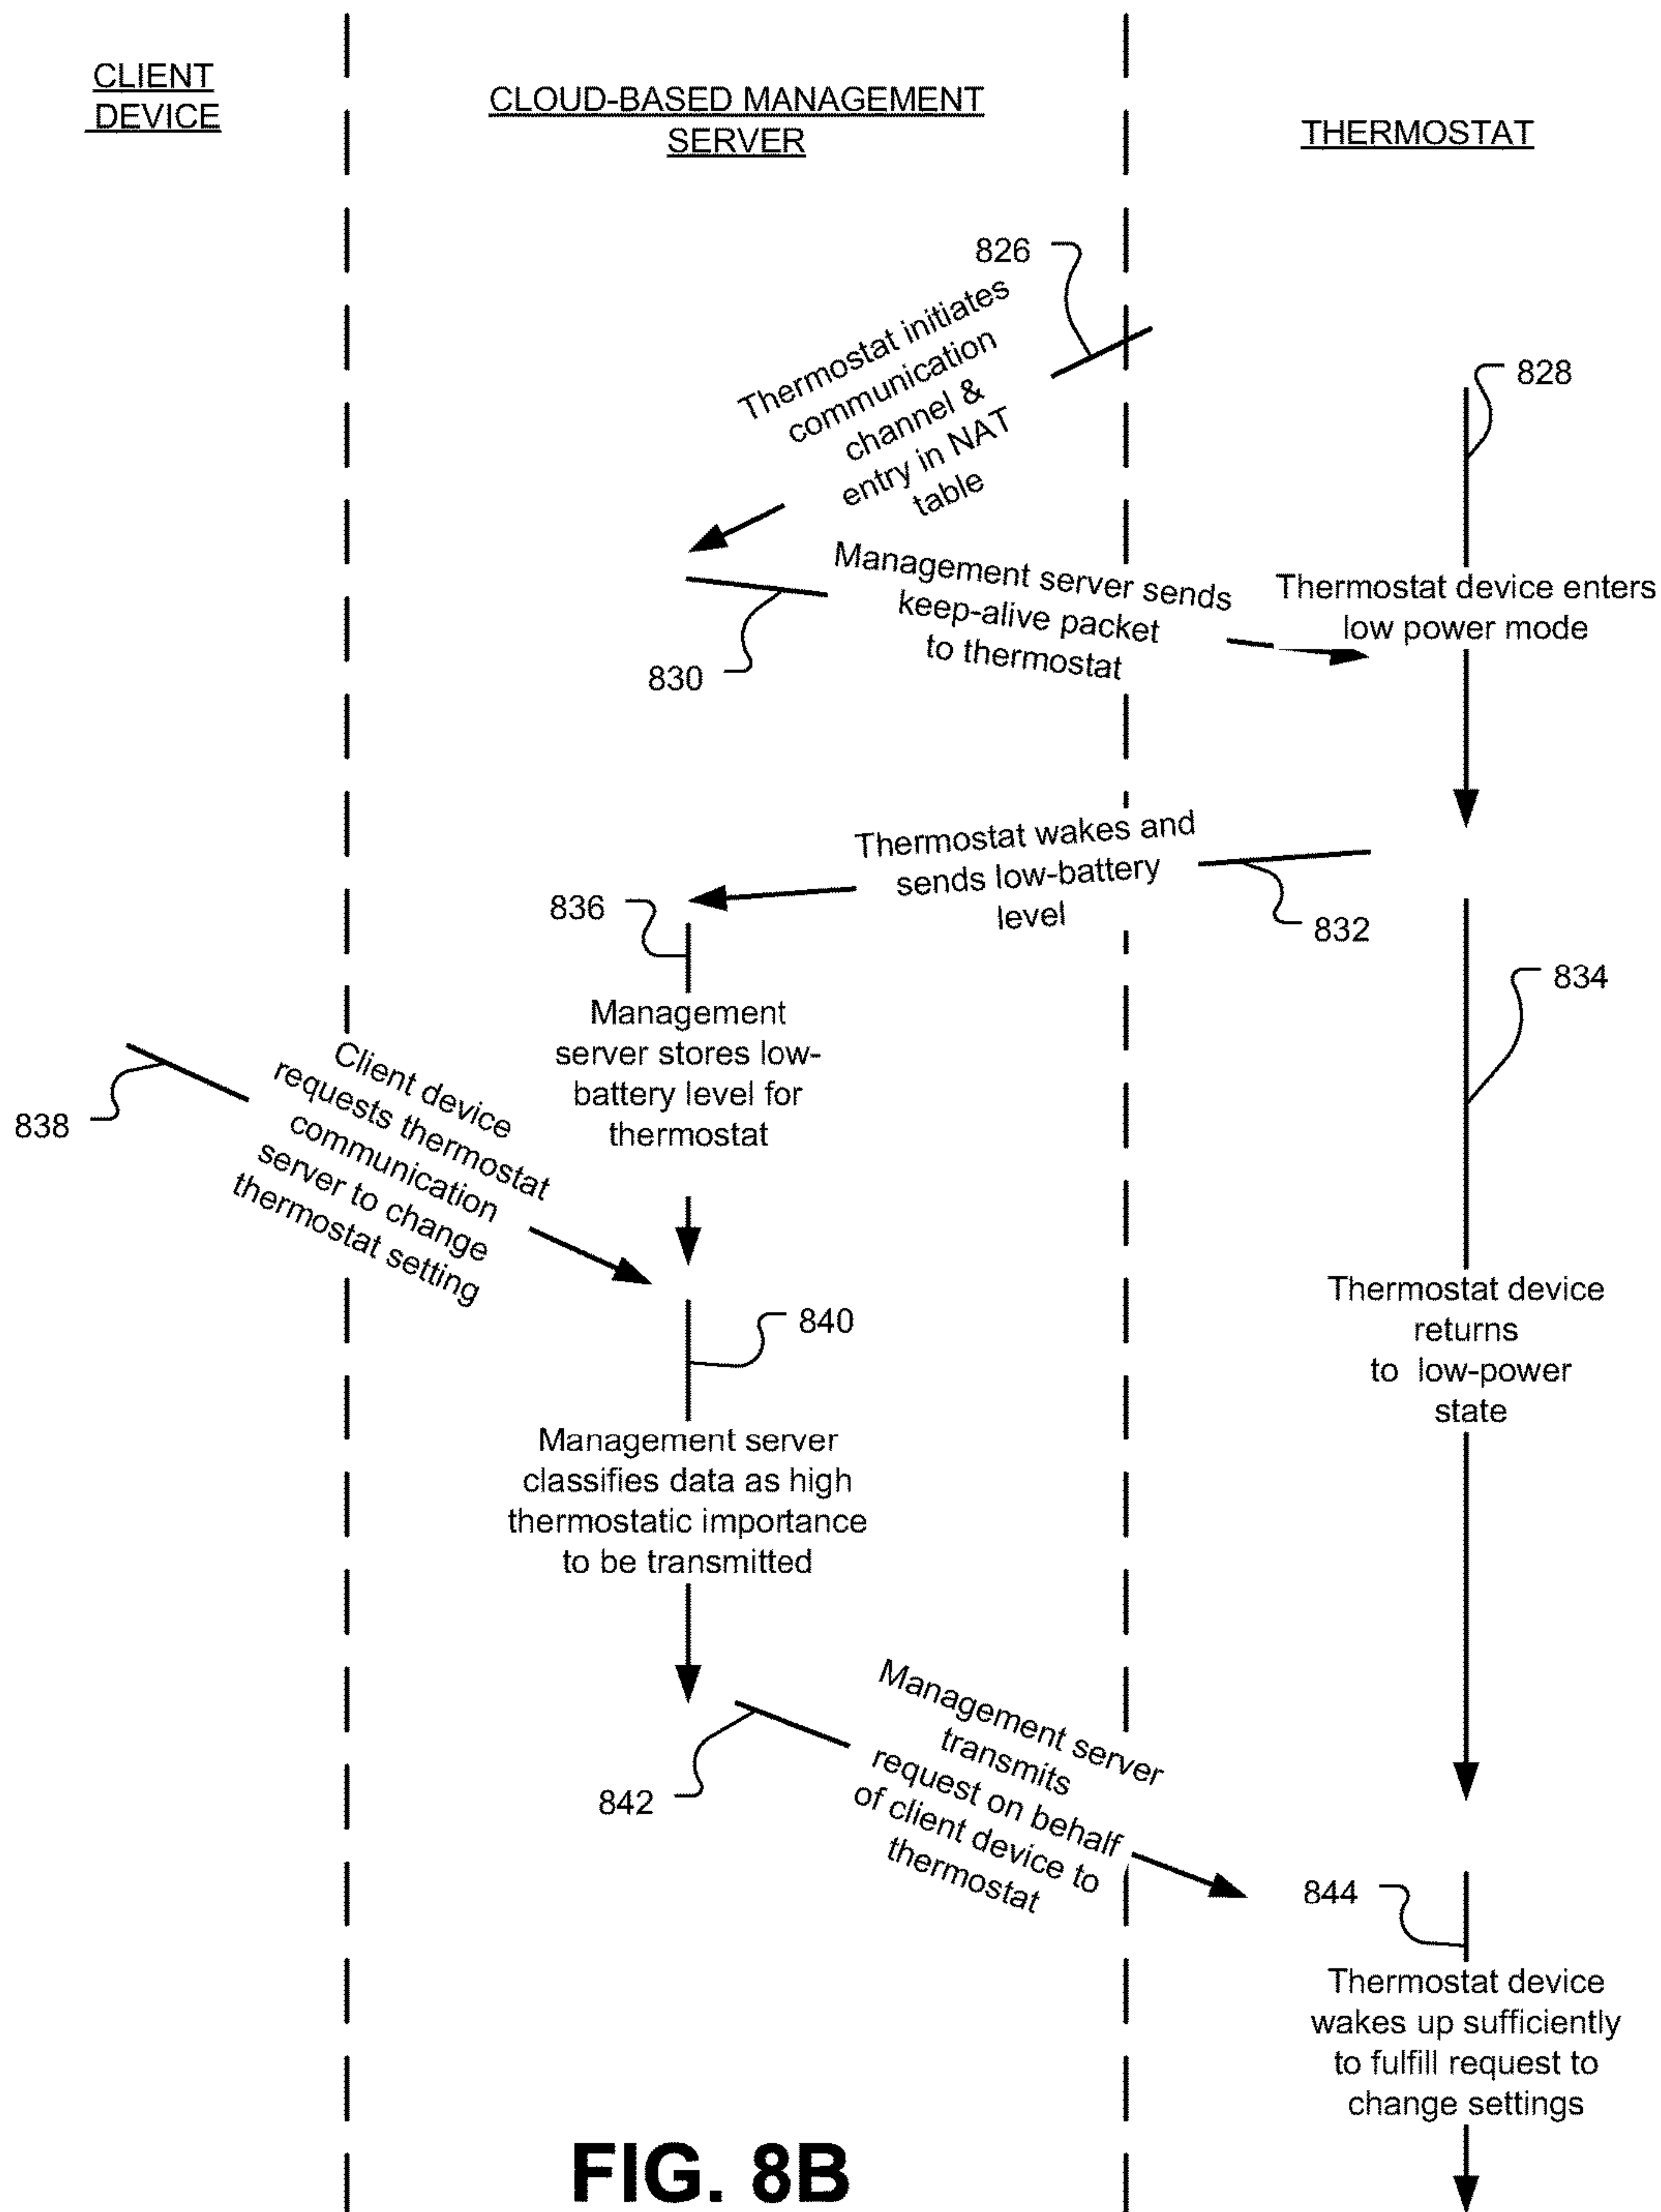 CLIENT
DEVICE
CLOUD-BASED MANAGEMENT
SERVER
THERMOSTAT
826
Thermostat initiates
communication
channel &
entry in NAT
table
828
Thermostat device enters
low power mode
Management server sends
keep-alive packet
to thermostat
830
Thermostat wakes and
sends low-battery
level
832
836
Management
server stores low-
battery level for
thermostat
834
Thermostat device
returns
to low-power
state
838
Client device
requests thermostat
communication
server to change
thermostat setting
840
Management server
classifies data as high
thermostatic importance
to be transmitted
842
Management server
transmits
request on behalf
of client device to
thermostat
844
Thermostat device
wakes up sufficiently
to fulfill request to
change settings
FIG. 8B